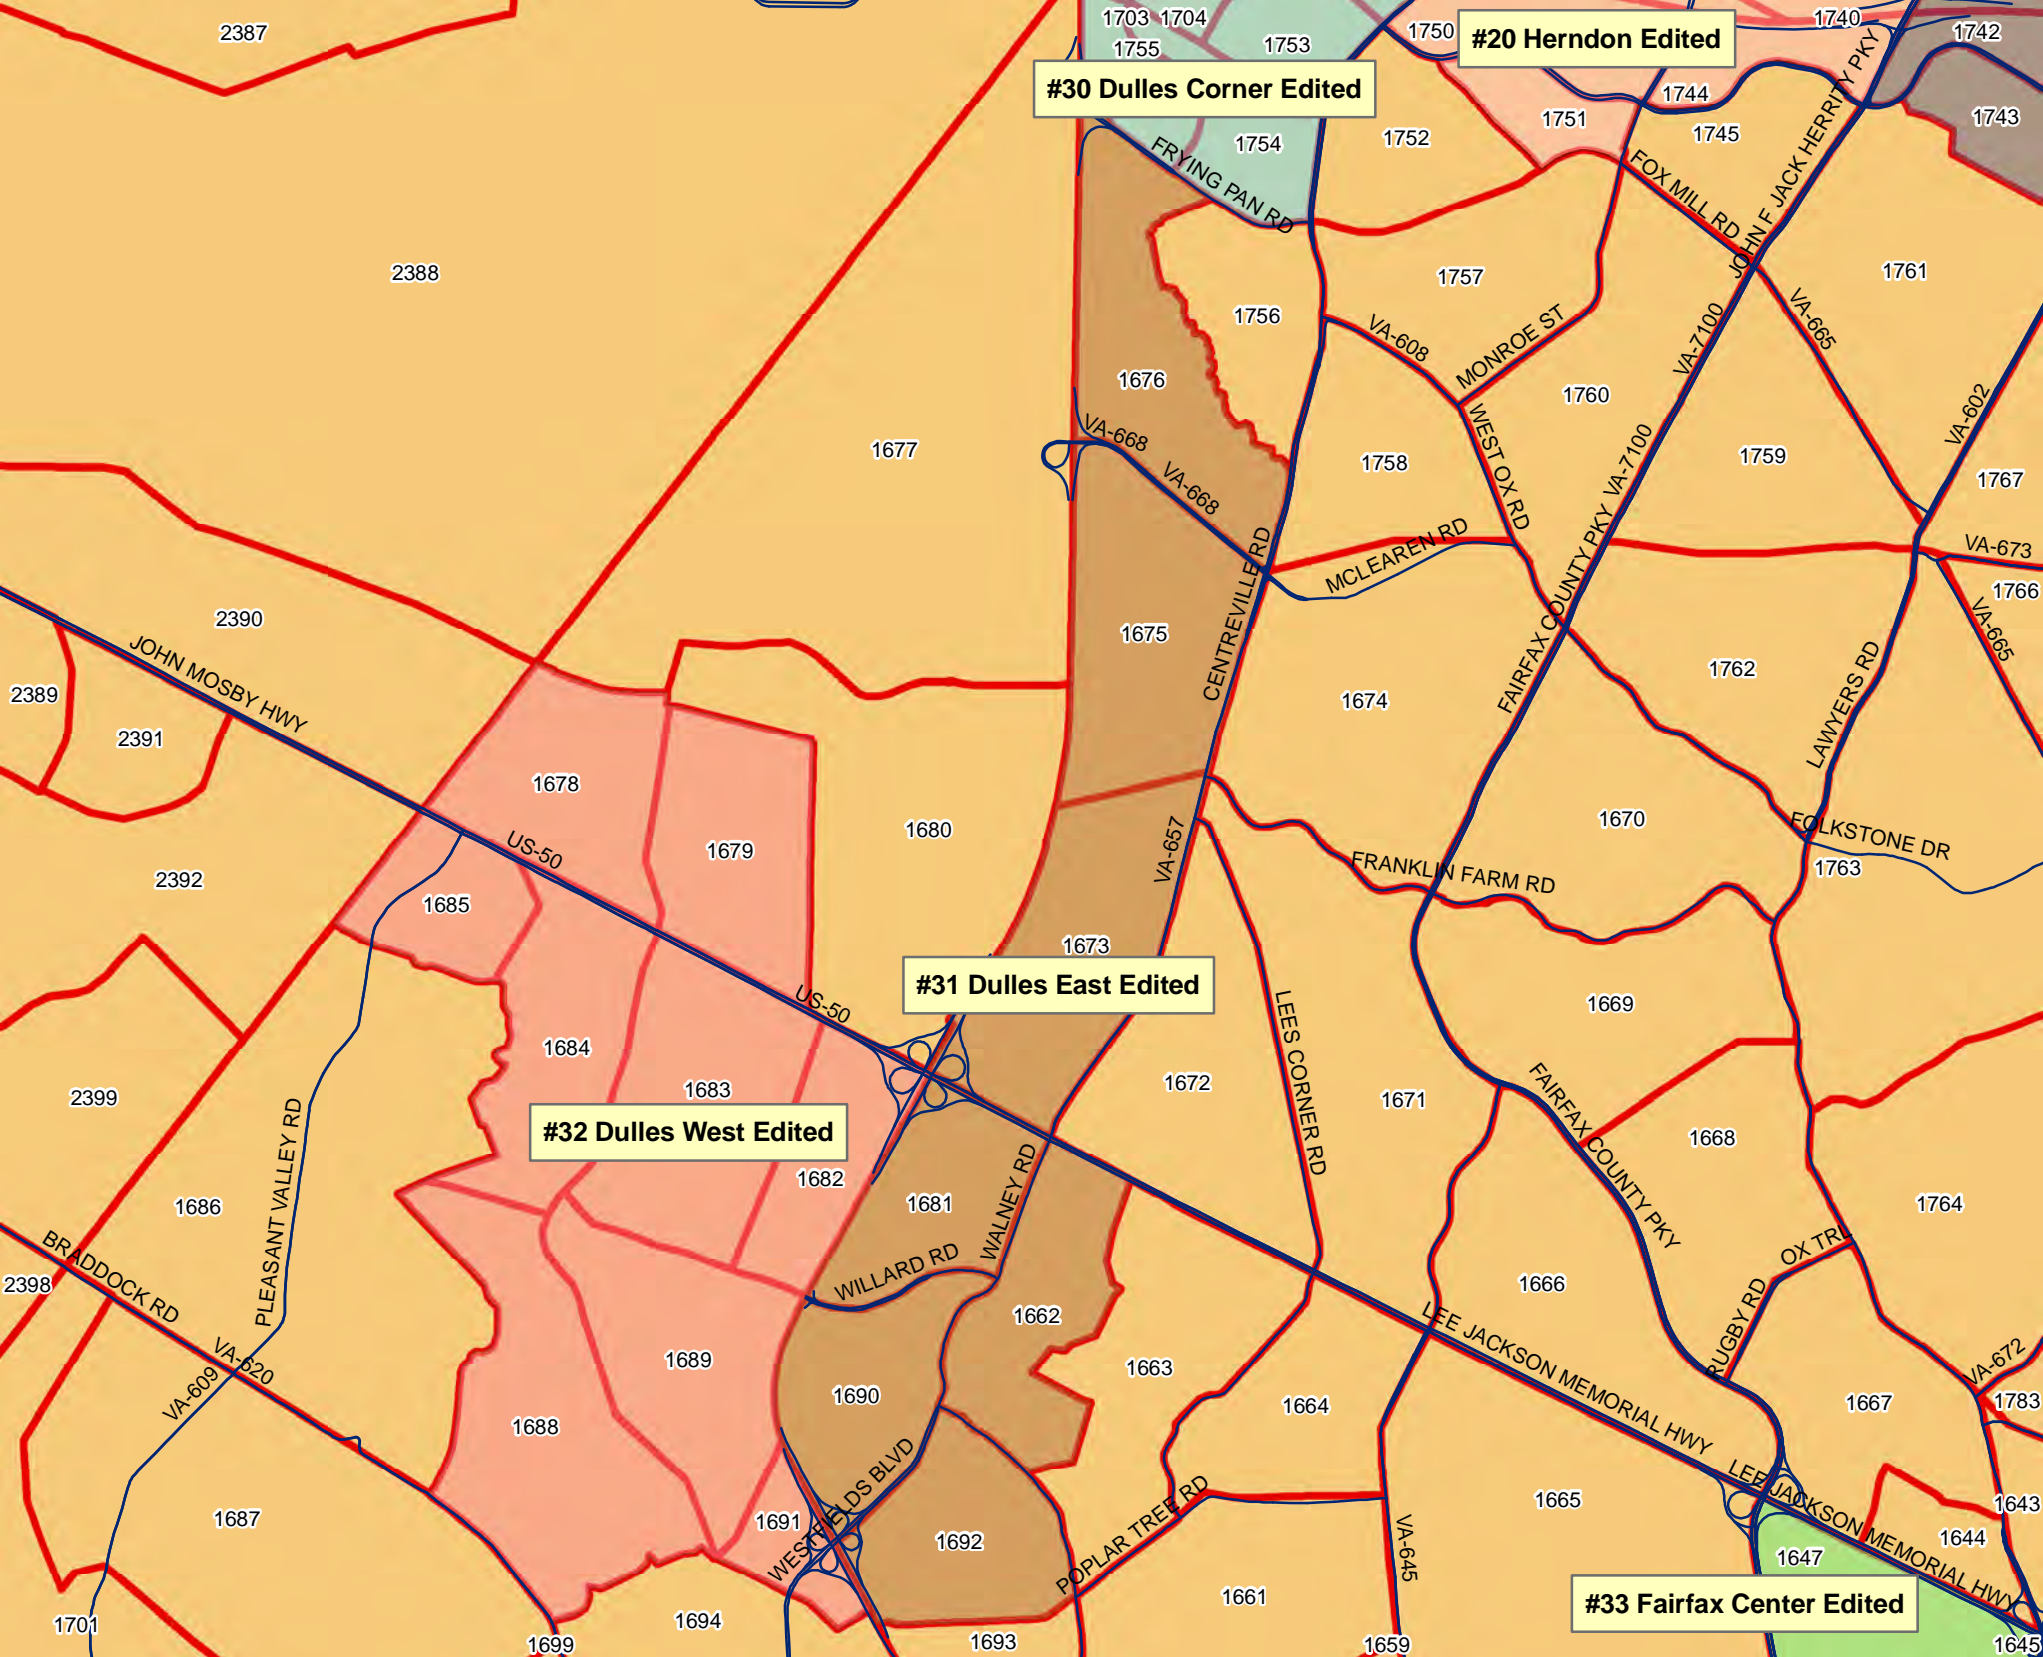 2387
1703
1704
1755
1753
1750
#20 Herndon Edited
1740
1742
#30 Dulles Corner Edited
1744
1743
1751
1745
1752
1754
FRYING PAN RD
FOX MILL RD
JOHN F JACK HERRITY PKY
2388
1757
1761
1756
VA-608
MONROE ST
VA-7100
VA-665
1676
1760
VA-602
1677
VA-668
VA-668
1758
WEST OX RD
VA-7100
1759
1767
CENTREVILLE RD
MCLEAREN RD
FAIRFAX COUNTY PKY
VA-673
1766
VA-665
2390
JOHN MOSBY HWY
1675
2389
2391
1674
1762
LAWYERS RD
1678
1679
US-50
1680
1670
FOLKSTONE DR
1763
VA-657
FRANKLIN FARM RD
2392
1685
1673
#31 Dulles East Edited
US-50
LEES CORNER RD
1669
1684
1683
1672
1671
2399
#32 Dulles West Edited
FAIRFAX COUNTY PKY
1668
PLEASANT VALLEY RD
1682
1681
WALNEY RD
1686
1764
BRADDOCK RD
2398
WILLARD RD
OX TRL
1666
1662
RUGBY RD
LEE JACKSON MEMORIAL HWY
VA-620
VA-609
1689
1663
VA-672
1690
1664
1667
1783
1688
WESTFIELDS BLVD
LEE JACKSON MEMORIAL HWY
1687
1691
1692
POPLAR TREE RD
1665
1643
1644
VA-645
1647
1661
#33 Fairfax Center Edited
1701
1694
1699
1693
1659
1645